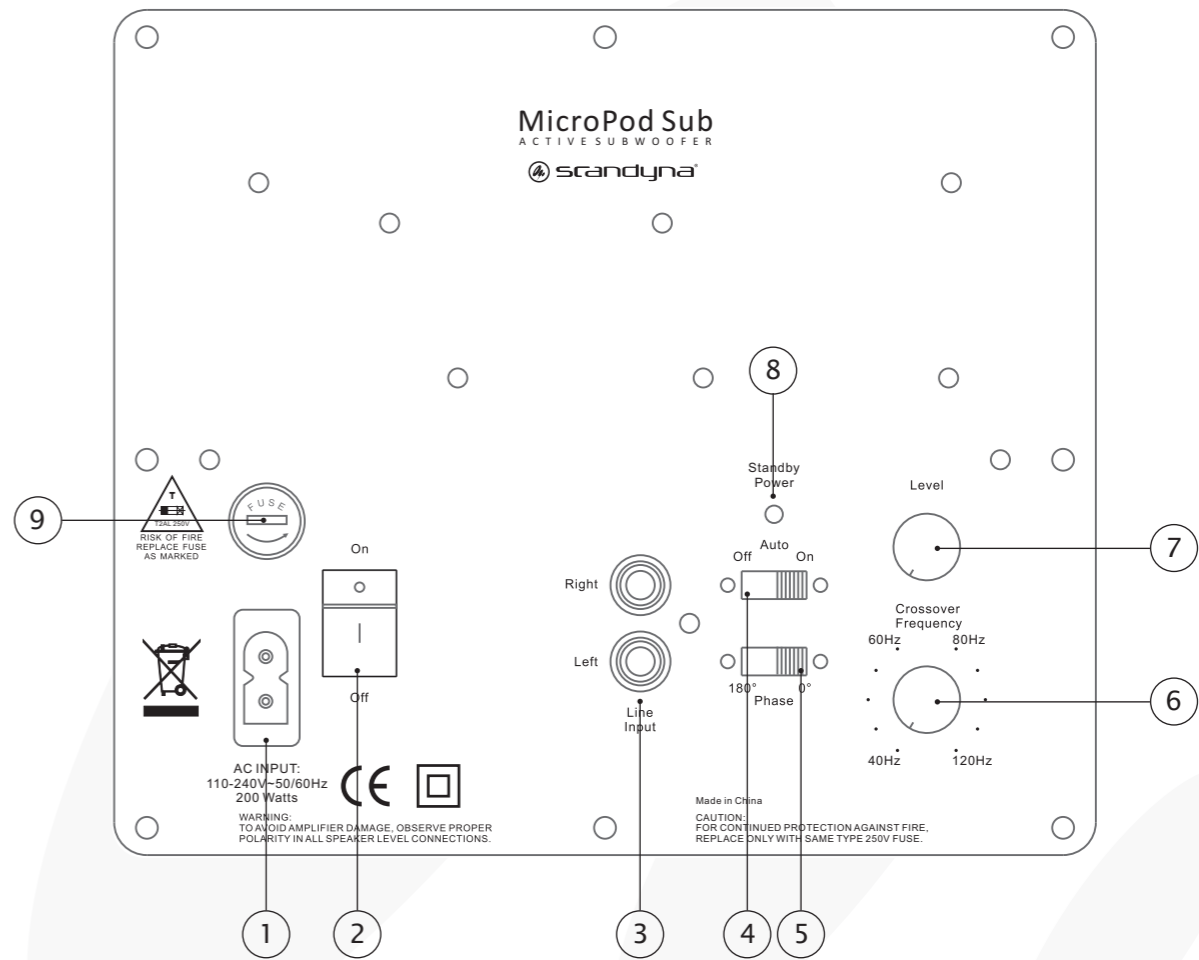 MicroPod Sub
ACTIVE SUBWOOFER
scandyna®
8
Standby
Power
Level
9
T
T2AL 250V
RISK OF FIRE
REPLACE FUSE
AS MARKED
FUSE
On
Off
Auto
Off
On
7
Right
Left
Line
Input
180°
0°
Phase
Crossover
Frequency
60Hz
80Hz
40Hz
120Hz
6
AC INPUT:
110-240V~50/60Hz
200 Watts
CE
WARNING:
TO AVOID AMPLIFIER DAMAGE, OBSERVE PROPER
POLARITY IN ALL SPEAKER LEVEL CONNECTIONS.
Made in China
CAUTION:
FOR CONTINUED PROTECTION AGAINST FIRE,
REPLACE ONLY WITH SAME TYPE 250V FUSE.
1
2
3
4
5